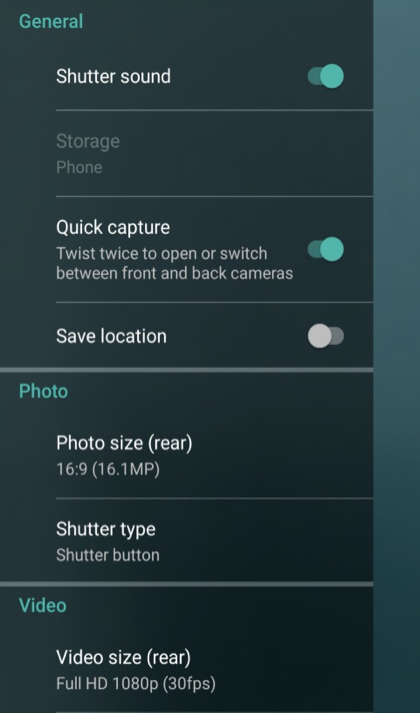 General
Shutter sound
Storage
Phone
Quick capture
Twist twice to open or switch
between front and back cameras
Save location
Photo
Photo size (rear)
16:9 (16.1MP)
Shutter type
Shutter button
Video
Video size (rear)
Full HD 1080p (30fps)